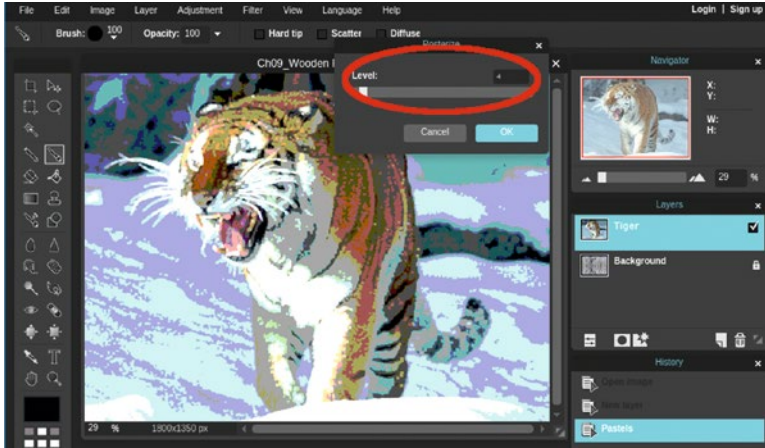 File Edit Image Layer Adjustment Filter View Language Help Login | Sign up
Brush: 100 Opacity: 100 Hard tip Scatter Diffuse
Posterize
Navigator
Ch09_Wooden
Level: 4
X:
Y:
W:
H:
Cancel OK
29 %
Layers
Tiger
Background
History
Open image
New layer
Pastels
29 % 1800x1350 px